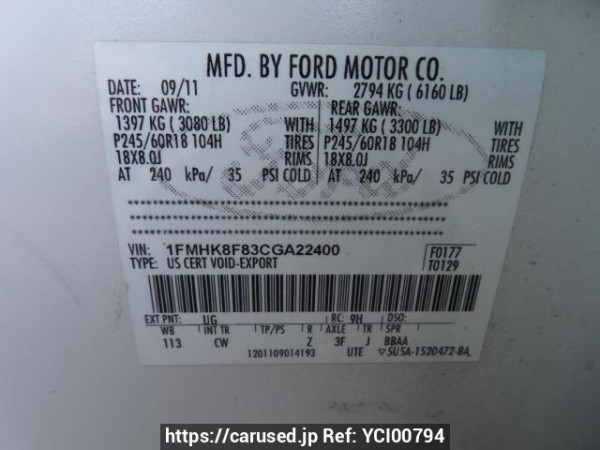 MFD. BY FORD MOTOR CO.
DATE: 09/11 GVWR: 2794 KG ( 6160 LB)
FRONT GAWR: REAR GAWR:
1397 KG ( 3080 LB) WITH 1497 KG ( 3300 LB) WITH
P245/60R18 104H TIRES P245/60R18 104H TIRES
18X8.0J RIMS 18X8.0J RIMS
AT 240 kPa/ 35 PSI COLD AT 240 kPa/ 35 PSI COLD
VIN: 1FMHK8F83CGA22400 F0177
TYPE: US CERT VOID-EXPORT T0129
EXT PNT: UG RC: 9H DSO:
WB INT TR TP/PS R AXLE TR SPR
113 CW Z 3F J BBAA
1201109014193 UTE ▽5USA-1520472-BA
https://carused.jp Ref: YCI00794